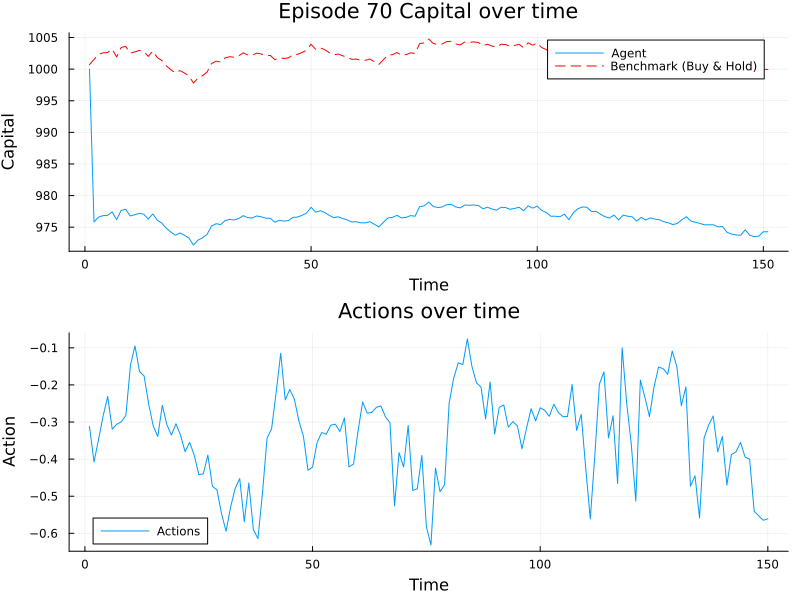 Episode 70 Capital over time
Capital
1005
1000
995
990
985
980
975
Agent
Benchmark (Buy & Hold)
0 50 100 150
Time
Actions over time
Action
−0.1
−0.2
−0.3
−0.4
−0.5
−0.6
Actions
0 50 100 150
Time